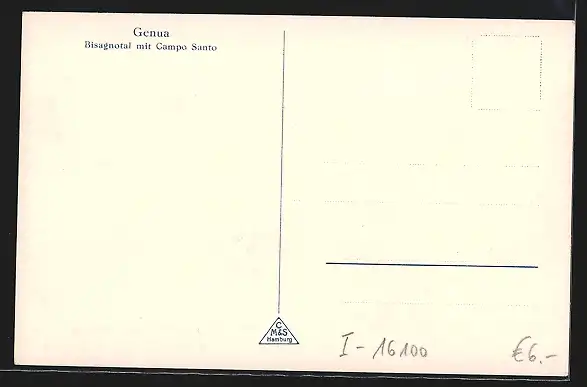 Genua
Bisagnotal mit Campo Santo
C
M&S
Hamburg
I - 16100
€6.-